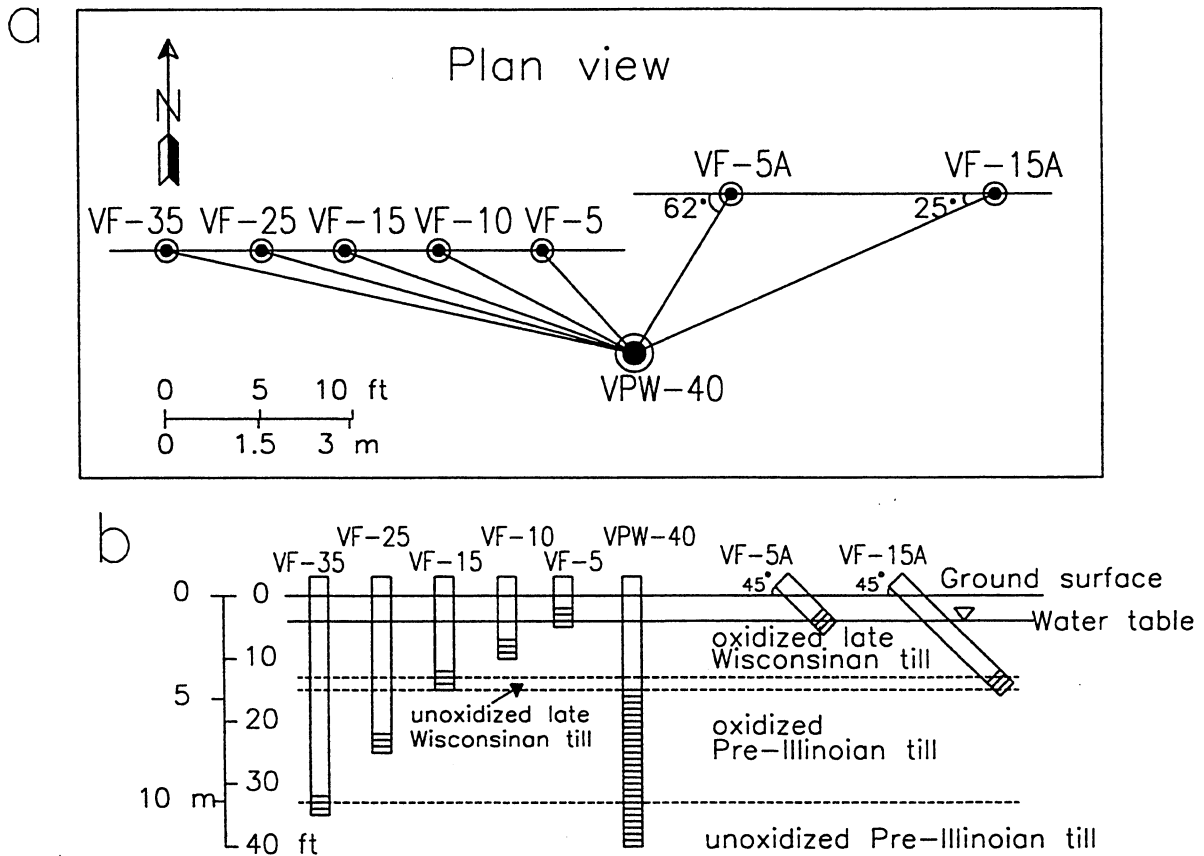 a
Plan view
N
VF-5A
VF-15A
62°
25°
VF-35 VF-25 VF-15 VF-10 VF-5
VPW-40
0 5 10 ft
0 1.5 3 m
b
VF-35
VF-25
VF-15
VF-10
VF-5
VPW-40
VF-5A
VF-15A
45°
45°
Ground surface
Water table
0
0
10
5
20
30
10 m
40 ft
oxidized late
Wisconsinan till
unoxidized late
Wisconsinan till
oxidized
Pre-Illinoian till
unoxidized Pre-Illinoian till